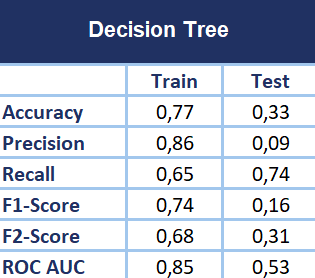 Decision Tree
Train Test
Accuracy 0,77 0,33
Precision 0,86 0,09
Recall 0,65 0,74
F1-Score 0,74 0,16
F2-Score 0,68 0,31
ROC AUC 0,85 0,53